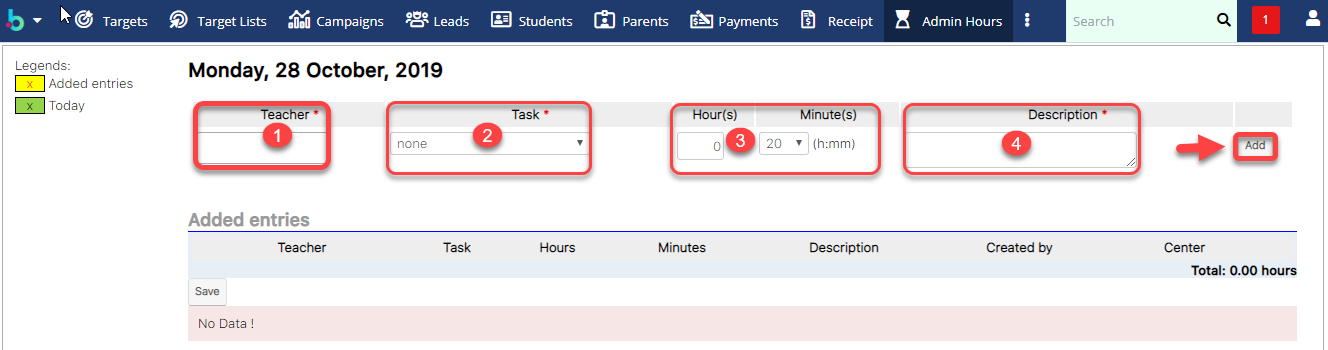 Targets Target Lists Campaigns Leads Students Parents Payments Receipt Admin Hours Search 1
Legends:
x Added entries
x Today
Monday, 28 October, 2019
Teacher * Task * Hour(s) Minute(s) Description *
1 none 2 0 3 20 (h:mm) 4 Add
Added entries
Teacher Task Hours Minutes Description Created by Center
Total: 0.00 hours
Save
No Data !